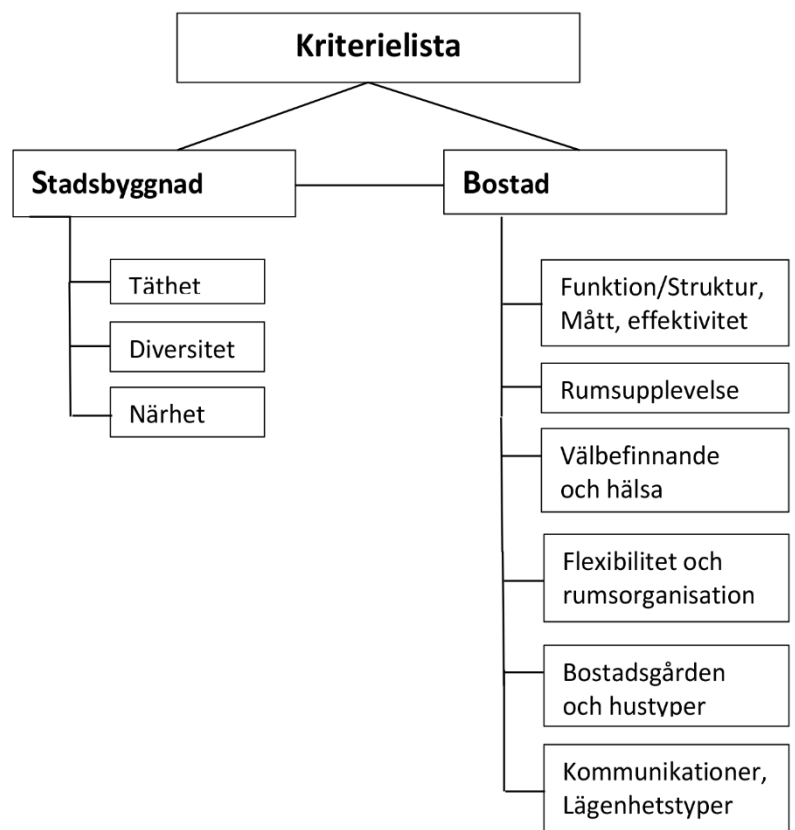 Kriterielista
Stadsbyggnad
Täthet
Diversitet
Närhet
Bostad
Funktion/Struktur,
Mått, effektivitet
Rumsupplevelse
Välbefinnande
och hälsa
Flexibilitet och
rumsorganisation
Bostadsgården
och hustyper
Kommunikationer,
Lägenhetstyper